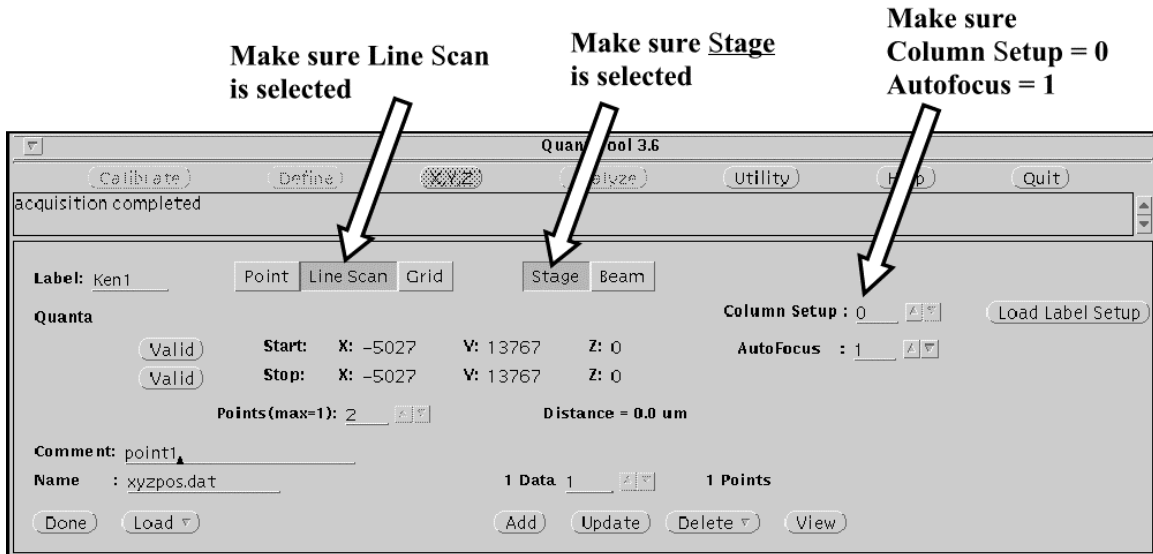 Make sure Line Scan
is selected
Make sure Stage
is selected
Make sure
Column Setup = 0
Autofocus = 1
3.6
Calibrate Define X,Y,Z Utility Quit
acquisition completed
Label: Ken1 Point Line Scan Grid Stage Beam
Quanta Column Setup : 0 Load Label Setup
Valid Start: X: -5027 Y: 13767 Z: 0 AutoFocus : 1
Valid Stop: X: -5027 Y: 13767 Z: 0
Points(max=1): 2 Distance = 0.0 um
Comment: point1
Name : xyzpos.dat 1 Data 1 1 Points
Done Load Add Update Delete View